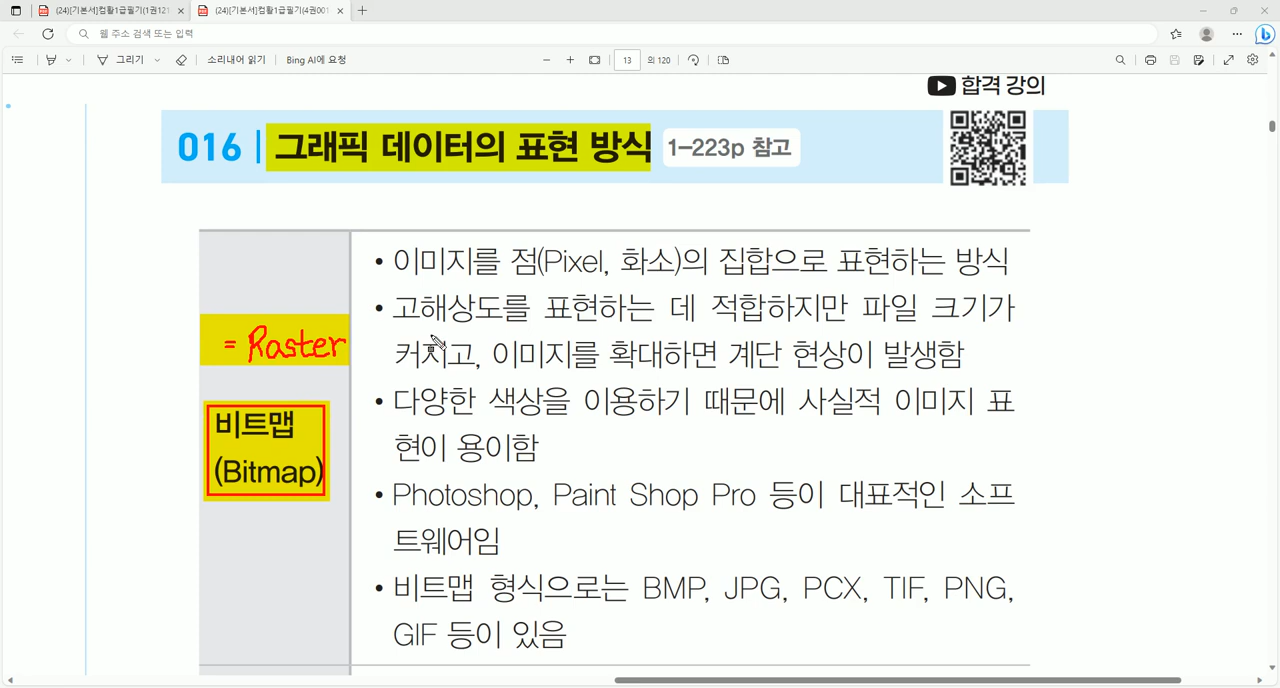 (24)[기본서]컴활1급필기(1권121
(24)[기본서]컴활1급필기(4권001
웹 주소 검색 또는 입력
그리기
소리내어 읽기
Bing AI에 요청
13 의 120
합격 강의
016 그래픽 데이터의 표현 방식 1-223p 참고
= Raster
비트맵
(Bitmap)
• 이미지를 점(Pixel, 화소)의 집합으로 표현하는 방식
• 고해상도를 표현하는 데 적합하지만 파일 크기가
커지고, 이미지를 확대하면 계단 현상이 발생함
• 다양한 색상을 이용하기 때문에 사실적 이미지 표
현이 용이함
• Photoshop, Paint Shop Pro 등이 대표적인 소프
트웨어임
• 비트맵 형식으로는 BMP, JPG, PCX, TIF, PNG,
GIF 등이 있음